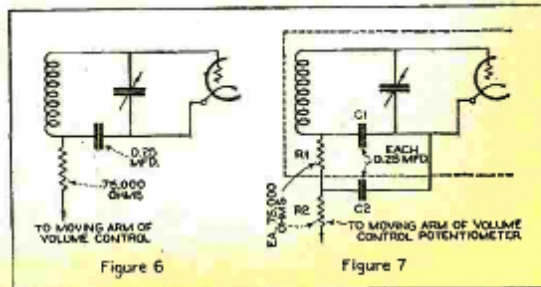 0.25
MFD.
75,000
OHMS
TO MOVING ARM OF
VOLUME CONTROL
Figure 6
C1
R1
EACH
0.25 MFD.
C2
EA. 75,000
OHMS
R2
TO MOVING ARM OF VOLUME
CONTROL POTENTIOMETER
Figure 7